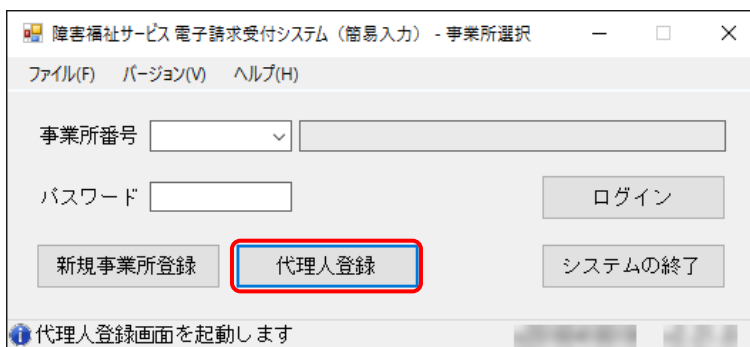 障害福祉サービス 電子請求受付システム（簡易入力） - 事業所選択
ファイル(F) バージョン(V) ヘルプ(H)
事業所番号
パスワード ログイン
新規事業所登録 代理人登録 システムの終了
代理人登録画面を起動します